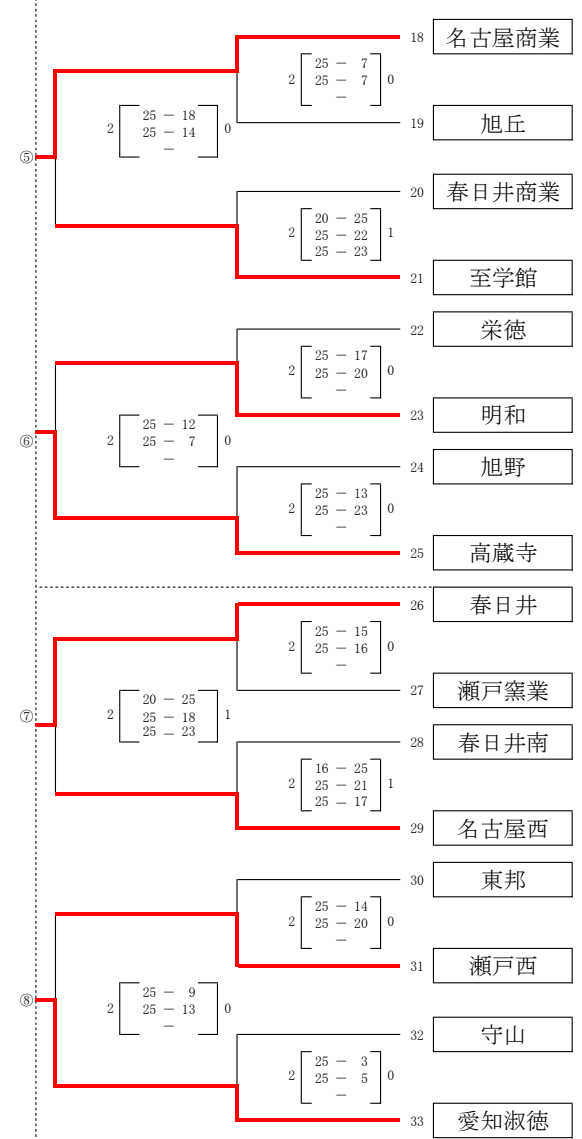 18 名古屋商業
25 － 7
2 25 － 7 0
－
25 － 18
2 25 － 14 0
－
19 旭丘
⑤
20 春日井商業
20 － 25
2 25 － 22 1
25 － 23
21 至学館
22 栄徳
25 － 17
2 25 － 20 0
－
23 明和
25 － 12
⑥ 2 25 － 7 0
－
24 旭野
25 － 13
2 25 － 23 0
－
25 高蔵寺
26 春日井
25 － 15
2 25 － 16 0
－
27 瀬戸窯業
20 － 25
⑦ 2 25 － 18 1
25 － 23
28 春日井南
16 － 25
2 25 － 21 1
25 － 17
29 名古屋西
30 東邦
25 － 14
2 25 － 20 0
－
31 瀬戸西
25 － 9
⑧ 2 25 － 13 0
－
32 守山
25 － 3
2 25 － 5 0
－
33 愛知淑徳